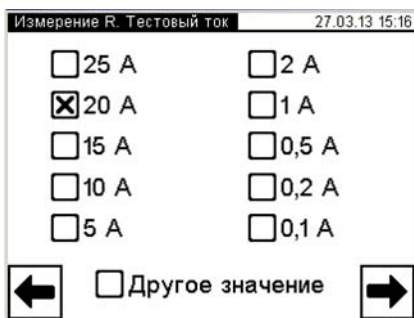 Измерение R. Тестовый ток 27.03.13 15:16
25 А 2 А
20 А 1 А
15 А 0,5 А
10 А 0,2 А
5 А 0,1 А
Другое значение